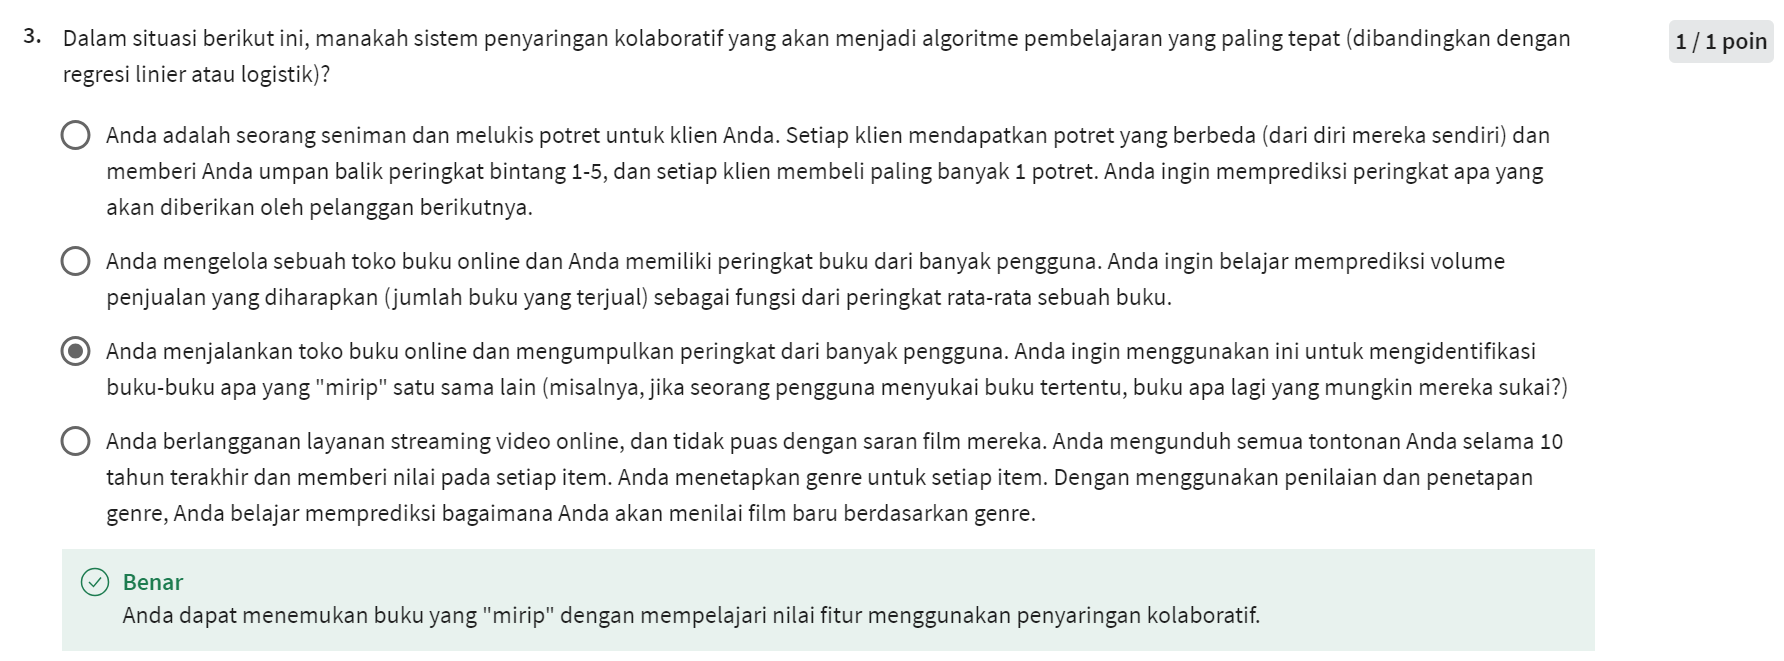 3. Dalam situasi berikut ini, manakah sistem penyaringan kolaboratif yang akan menjadi algoritme pembelajaran yang paling tepat (dibandingkan dengan
regresi linier atau logistik)?
1 / 1 poin
Anda adalah seorang seniman dan melukis potret untuk klien Anda. Setiap klien mendapatkan potret yang berbeda (dari diri mereka sendiri) dan
memberi Anda umpan balik peringkat bintang 1-5, dan setiap klien membeli paling banyak 1 potret. Anda ingin memprediksi peringkat apa yang
akan diberikan oleh pelanggan berikutnya.
Anda mengelola sebuah toko buku online dan Anda memiliki peringkat buku dari banyak pengguna. Anda ingin belajar memprediksi volume
penjualan yang diharapkan (jumlah buku yang terjual) sebagai fungsi dari peringkat rata-rata sebuah buku.
Anda menjalankan toko buku online dan mengumpulkan peringkat dari banyak pengguna. Anda ingin menggunakan ini untuk mengidentifikasi
buku-buku apa yang "mirip" satu sama lain (misalnya, jika seorang pengguna menyukai buku tertentu, buku apa lagi yang mungkin mereka sukai?)
Anda berlangganan layanan streaming video online, dan tidak puas dengan saran film mereka. Anda mengunduh semua tontonan Anda selama 10
tahun terakhir dan memberi nilai pada setiap item. Anda menetapkan genre untuk setiap item. Dengan menggunakan penilaian dan penetapan
genre, Anda belajar memprediksi bagaimana Anda akan menilai film baru berdasarkan genre.
Benar
Anda dapat menemukan buku yang "mirip" dengan mempelajari nilai fitur menggunakan penyaringan kolaboratif.